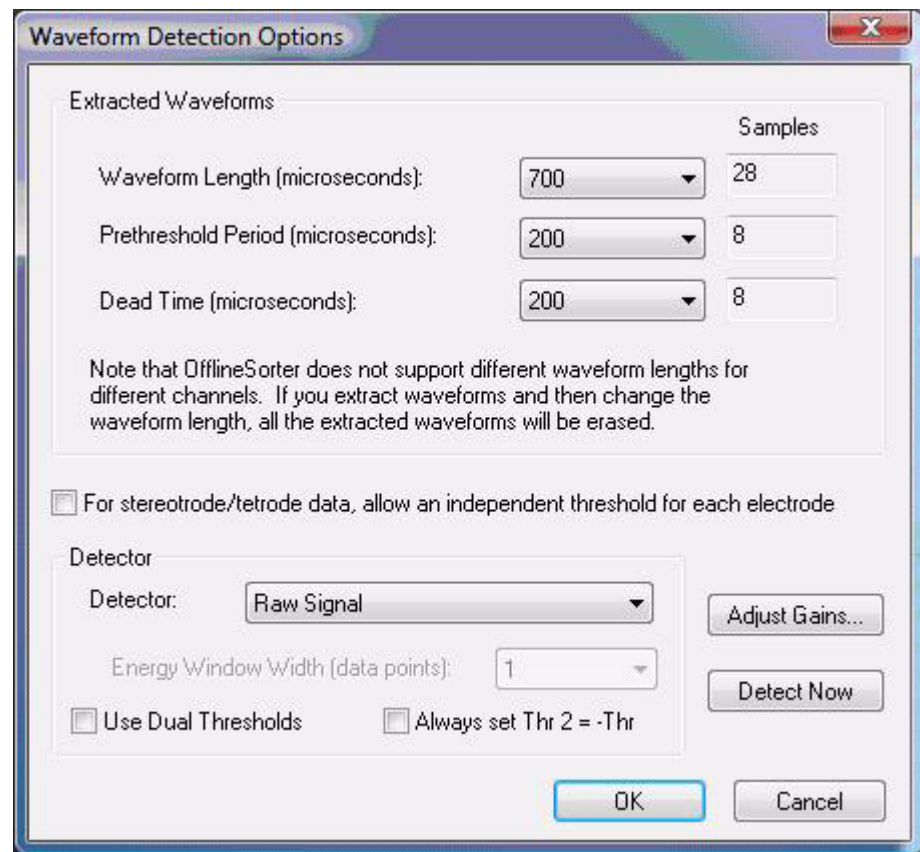 Waveform Detection Options
X
Extracted Waveforms
Samples
Waveform Length (microseconds): 700 28
Prethreshold Period (microseconds): 200 8
Dead Time (microseconds): 200 8
Note that OfflineSorter does not support different waveform lengths for
different channels. If you extract waveforms and then change the
waveform length, all the extracted waveforms will be erased.
For stereotrode/tetrode data, allow an independent threshold for each electrode
Detector
Detector: Raw Signal
Adjust Gains...
Energy Window Width (data points): 1
Detect Now
Use Dual Thresholds Always set Thr 2 = -Thr
OK Cancel